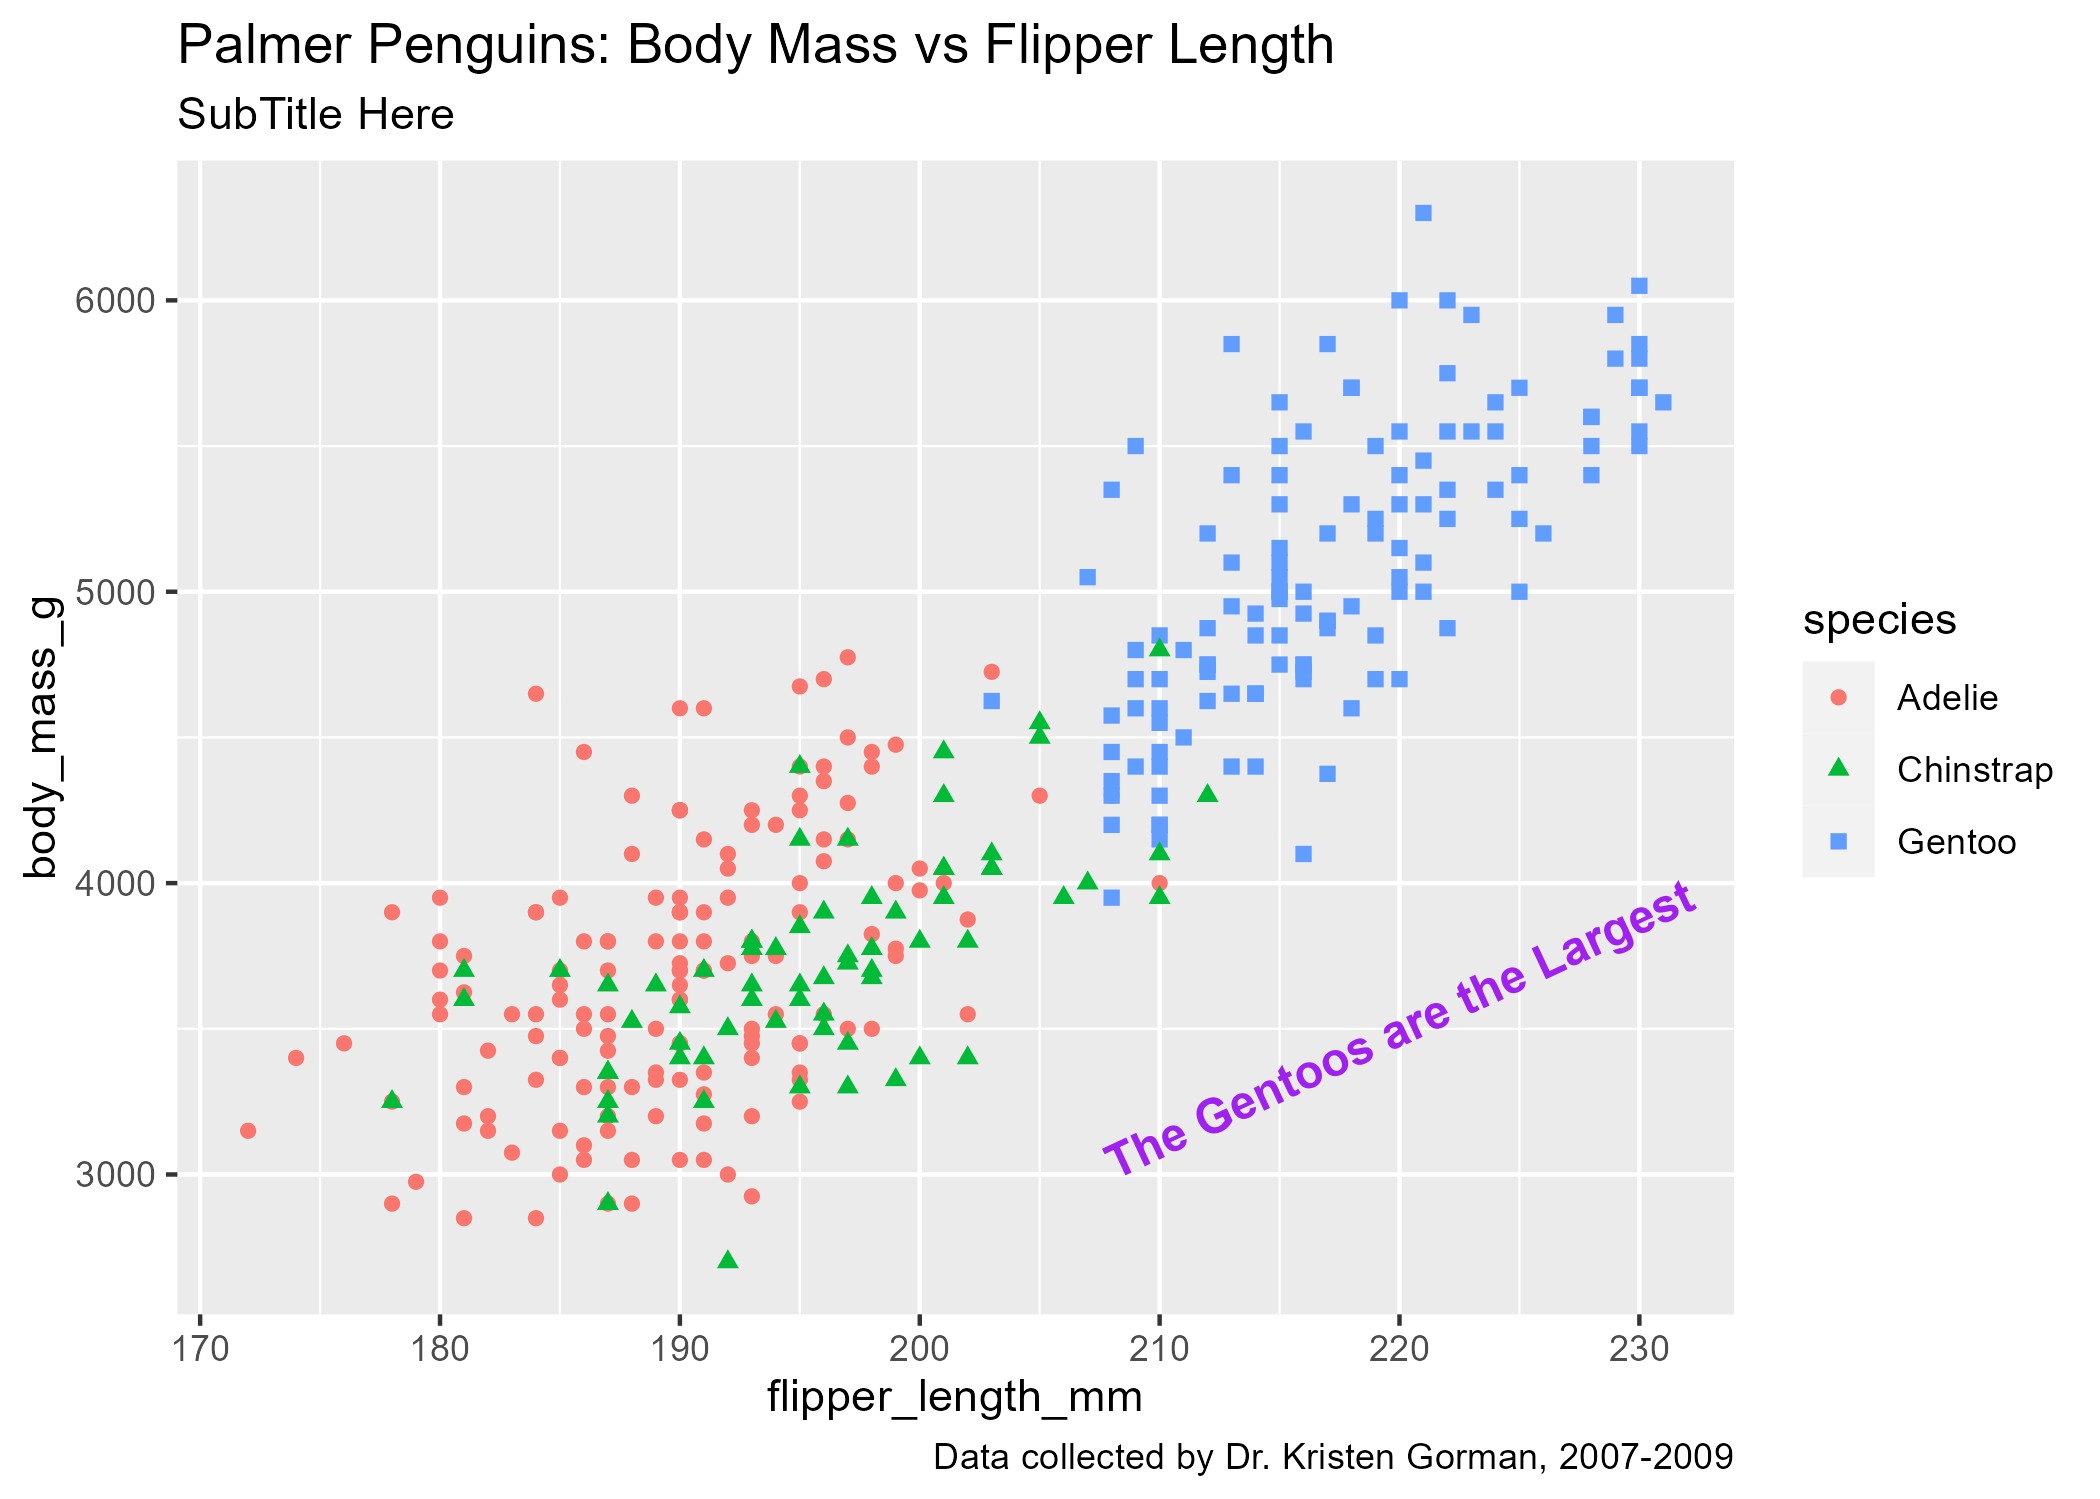 Palmer Penguins: Body Mass vs Flipper Length
SubTitle Here
6000
5000
4000
3000
body_mass_g
170 180 190 200 210 220 230
flipper_length_mm
The Gentoos are the Largest
species
Adelie
Chinstrap
Gentoo
Data collected by Dr. Kristen Gorman, 2007-2009